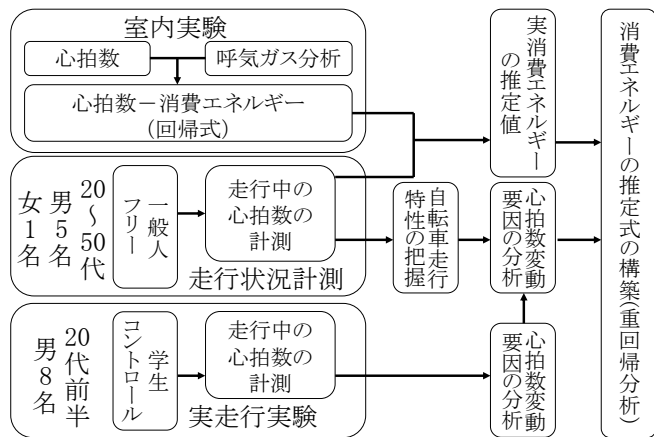 室内実験
心拍数
呼気ガス分析
心拍数－消費エネルギー
(回帰式)
20～50代
男5名
女1名
一般人
フリー
走行中の
心拍数の
計測
走行状況計測
20代前半
男8名
学生
コントロール
走行中の
心拍数の
計測
実走行実験
自転車走行
特性の把握
実消費エネルギー
の推定値
心拍数変動
要因の分析
心拍数変動
要因の分析
消費エネルギーの推定式の構築(重回帰分析)